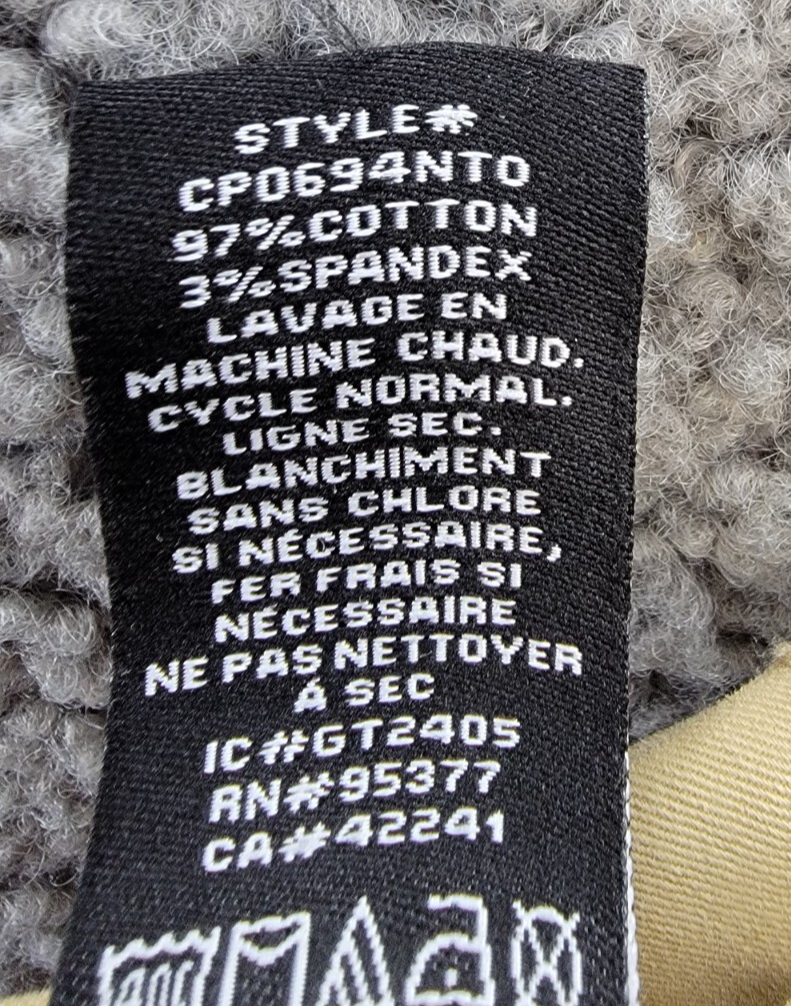 STYLE#
CP0694NTO
97%COTTON
3%SPANDEX
LAVAGE EN
MACHINE CHAUD.
CYCLE NORMAL.
LIGNE SEC.
BLANCHIMENT
SANS CHLORE
SI NÉCESSAIRE,
FER FRAIS SI
NÉCESSAIRE
NE PAS NETTOYER
À SEC
IC#GT2405
RN#95377
CA#42241